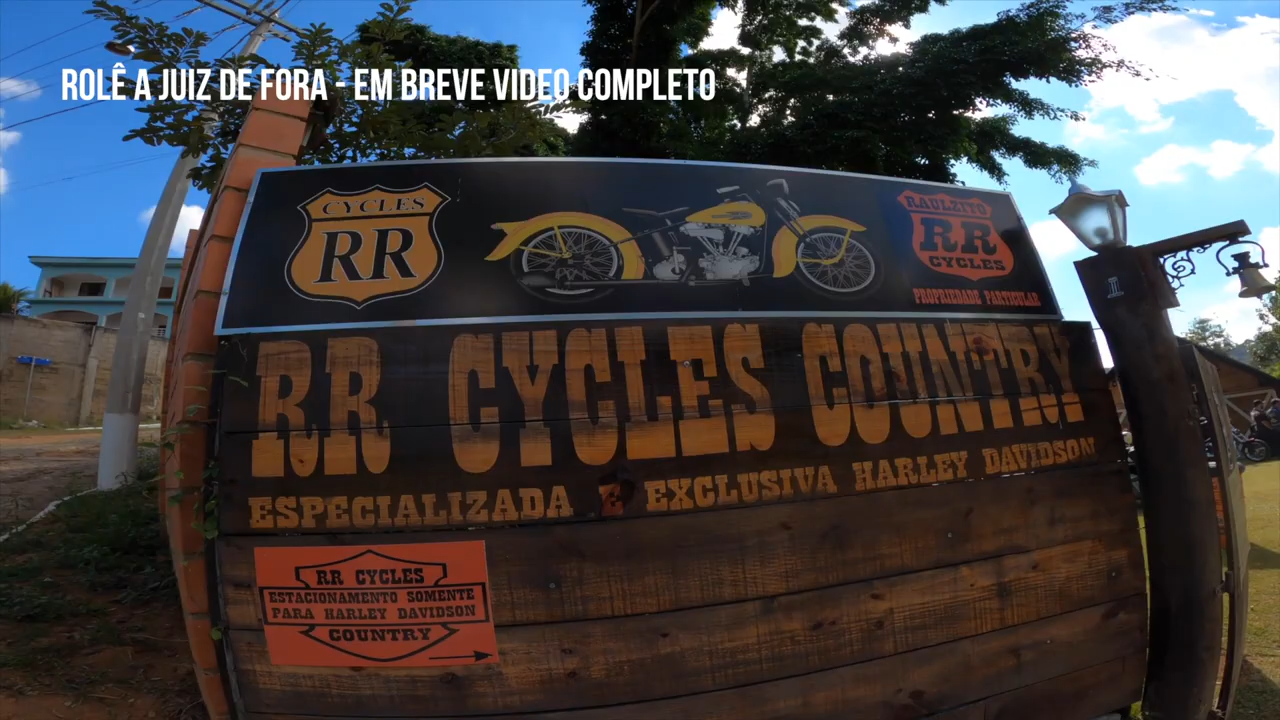 ROLÊ A JUIZ DE FORA - EM BREVE VIDEO COMPLETO
CYCLES
RR
RAULZITO
RR
CYCLES
PROPRIEDADE PARTICULAR
RR CYCLES COUNTRY
ESPECIALIZADA E EXCLUSIVA HARLEY DAVIDSON
RR CYCLES
ESTACIONAMENTO SOMENTE
PARA HARLEY DAVIDSON
COUNTRY